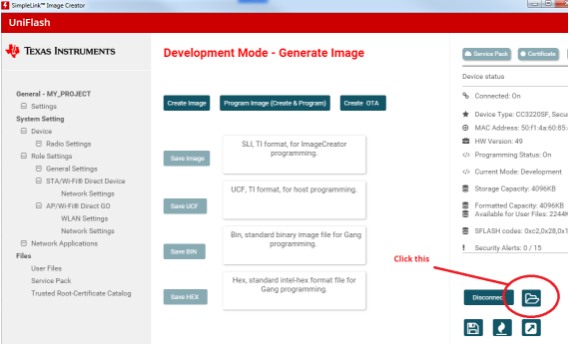 SimpleLink™ Image Creator
UniFlash
TEXAS INSTRUMENTS
Development Mode - Generate Image
Service Pack
Certificate
Device status
General - MY_PROJECT
Settings
System Setting
Device
Radio Settings
Role Settings
General Settings
STA/Wi-Fi® Direct Device
Network Settings
AP/Wi-Fi® Direct GO
WLAN Settings
Network Settings
Network Applications
Files
User Files
Service Pack
Trusted Root-Certificate Catalog
Create Image
Program Image (Create & Program)
Create OTA
Save Image
SLI, TI format, for ImageCreator
programming.
Save UCF
UCF, TI format, for host programming.
Save BIN
Bin, standard binary image file for Gang
programming.
Save HEX
Hex, standard intel-hex format file for
Gang programming.
Connected: On
Device Type: CC3220SF, Secu
MAC Address: 50:f1:4a:60:85:
HW Version: 49
Programming Status: On
Current Mode: Development
Storage Capacity: 4096KB
Formatted Capacity: 4096KB
Available for User Files: 2244K
SFLASH codes: 0xc2,0x28,0x1
Security Alerts: 0 / 15
Click this
Disconnec